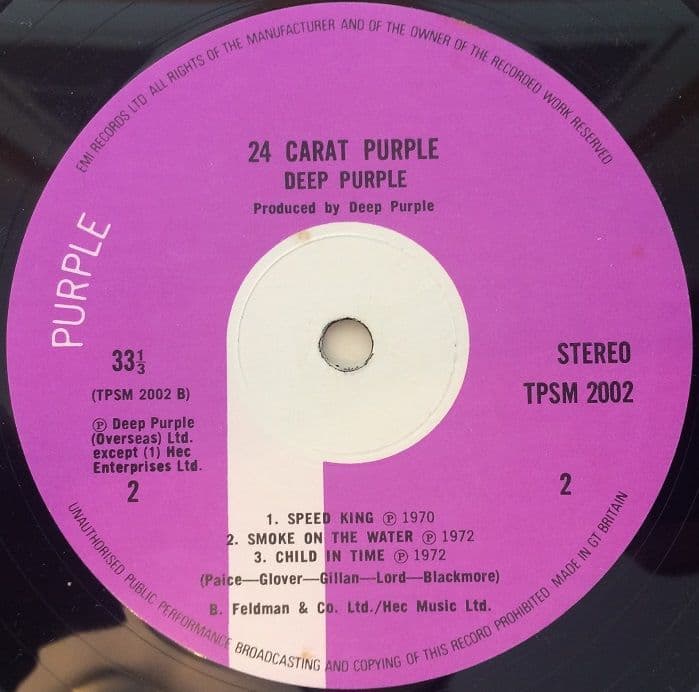 EMI RECORDS LTD ALL RIGHTS OF THE MANUFACTURER AND OF THE OWNER OF THE RECORDED WORK RESERVED
24 CARAT PURPLE
DEEP PURPLE
Produced by Deep Purple
PURPLE
33⅓
STEREO
(TPSM 2002 B)
TPSM 2002
Ⓟ Deep Purple
(Overseas) Ltd.
except (1) Hec
Enterprises Ltd.
2
2
1. SPEED KING Ⓟ 1970
2. SMOKE ON THE WATER Ⓟ 1972
3. CHILD IN TIME Ⓟ 1972
(Paice—Glover—Gillan—Lord—Blackmore)
B. Feldman & Co. Ltd./Hec Music Ltd.
UNAUTHORISED PUBLIC PERFORMANCE BROADCASTING AND COPYING OF THIS RECORD PROHIBITED MADE IN GT BRITAIN